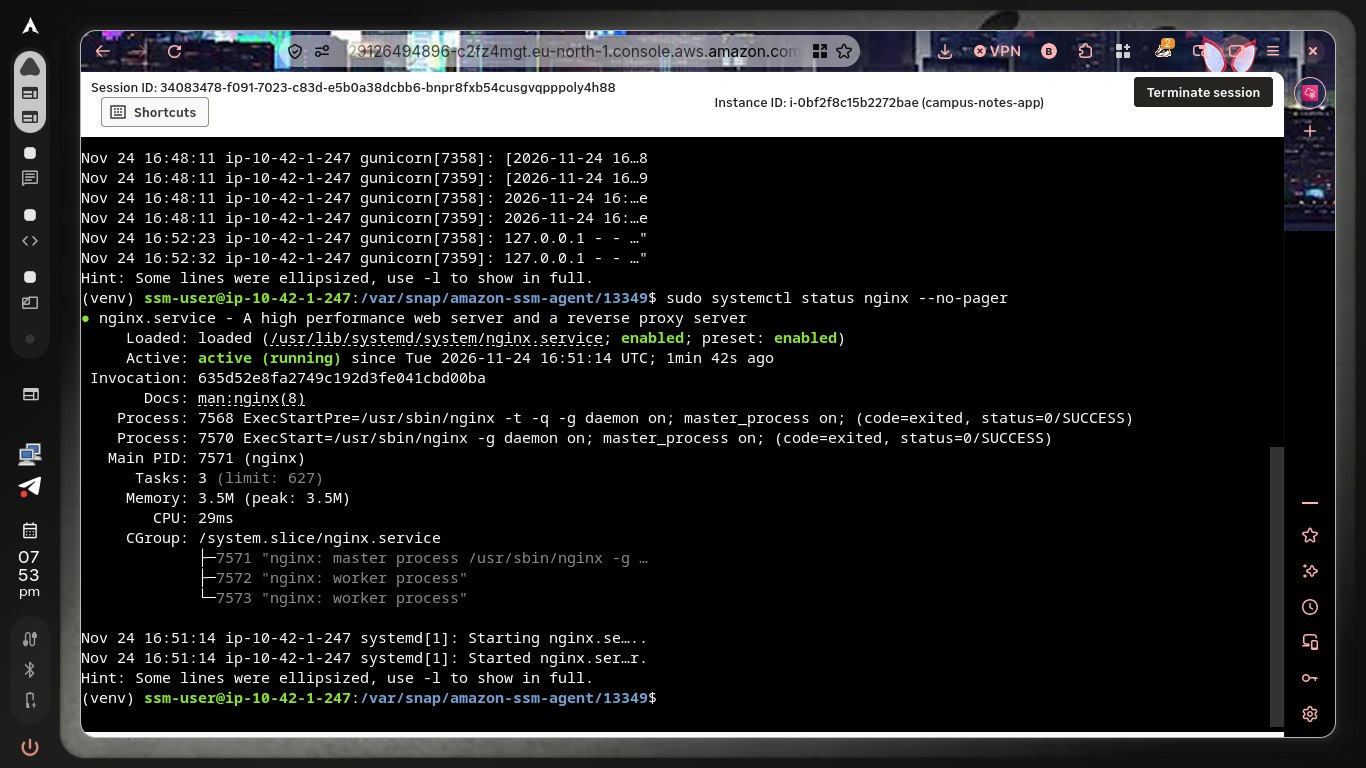 29126494896-c2fz4mgt.eu-north-1.console.aws.amazon.com
VPN
B
2
Session ID: 34083478-f091-7023-c83d-e5b0a38dcbb6-bnpr8fxb54cusgvqpppoly4h88
Shortcuts
Instance ID: i-0bf2f8c15b2272bae (campus-notes-app)
Terminate session
Nov 24 16:48:11 ip-10-42-1-247 gunicorn[7358]: [2026-11-24 16…8
Nov 24 16:48:11 ip-10-42-1-247 gunicorn[7359]: [2026-11-24 16…9
Nov 24 16:48:11 ip-10-42-1-247 gunicorn[7358]: 2026-11-24 16:…e
Nov 24 16:48:11 ip-10-42-1-247 gunicorn[7359]: 2026-11-24 16:…e
Nov 24 16:52:23 ip-10-42-1-247 gunicorn[7358]: 127.0.0.1 - - …"
Nov 24 16:52:32 ip-10-42-1-247 gunicorn[7359]: 127.0.0.1 - - …"
Hint: Some lines were ellipsized, use -l to show in full.
(venv) ssm-user@ip-10-42-1-247:/var/snap/amazon-ssm-agent/13349$ sudo systemctl status nginx --no-pager
● nginx.service - A high performance web server and a reverse proxy server
Loaded: loaded (/usr/lib/systemd/system/nginx.service; enabled; preset: enabled)
Active: active (running) since Tue 2026-11-24 16:51:14 UTC; 1min 42s ago
Invocation: 635d52e8fa2749c192d3fe041cbd00ba
Docs: man:nginx(8)
Process: 7568 ExecStartPre=/usr/sbin/nginx -t -q -g daemon on; master_process on; (code=exited, status=0/SUCCESS)
Process: 7570 ExecStart=/usr/sbin/nginx -g daemon on; master_process on; (code=exited, status=0/SUCCESS)
Main PID: 7571 (nginx)
Tasks: 3 (limit: 627)
Memory: 3.5M (peak: 3.5M)
CPU: 29ms
CGroup: /system.slice/nginx.service
├─7571 "nginx: master process /usr/sbin/nginx -g …
├─7572 "nginx: worker process"
└─7573 "nginx: worker process"
Nov 24 16:51:14 ip-10-42-1-247 systemd[1]: Starting nginx.se…..
Nov 24 16:51:14 ip-10-42-1-247 systemd[1]: Started nginx.ser…r.
Hint: Some lines were ellipsized, use -l to show in full.
(venv) ssm-user@ip-10-42-1-247:/var/snap/amazon-ssm-agent/13349$
07
53
pm